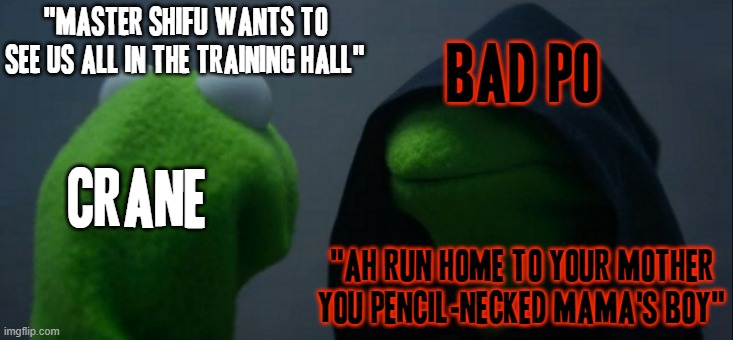 "MASTER SHIFU WANTS TO
SEE US ALL IN THE TRAINING HALL"
BAD PO
CRANE
"AH RUN HOME TO YOUR MOTHER
YOU PENCIL-NECKED MAMA'S BOY"
imgflip.com